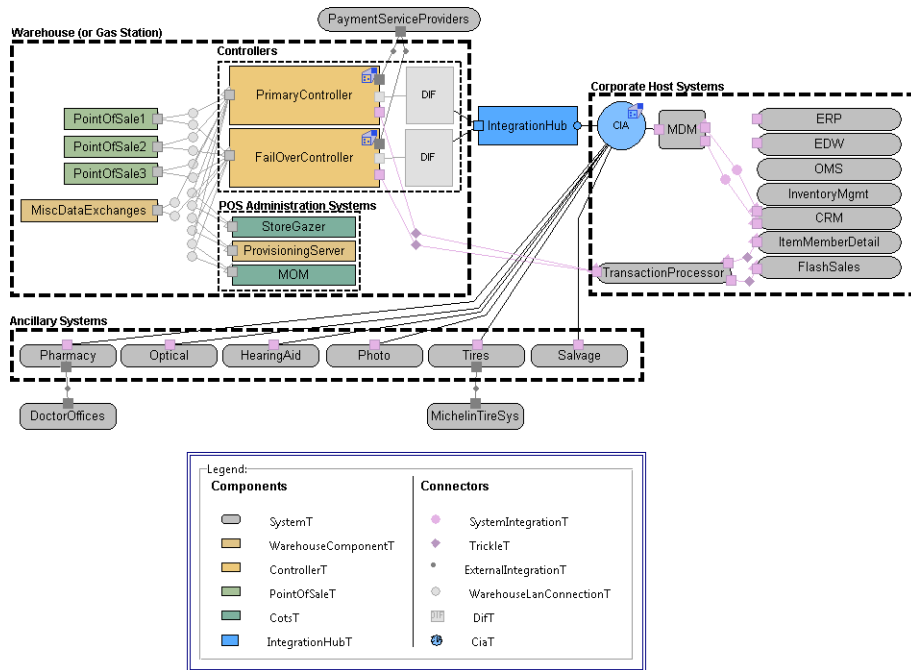 PaymentServiceProviders
Warehouse (or Gas Station)
Controllers
PrimaryController
DIF
Corporate Host Systems
PointOfSale1
IntegrationHub
CIA
MDM
ERP
EDW
PointOfSale2
FailOverController
DIF
OMS
PointOfSale3
InventoryMgmt
MiscDataExchanges
POS Administration Systems
CRM
StoreGazer
ItemMemberDetail
ProvisioningServer
TransactionProcessor
FlashSales
MOM
Ancillary Systems
Pharmacy
Optical
HearingAid
Photo
Tires
Salvage
DoctorOffices
MichelinTireSys
Legend:
Components
Connectors
SystemT
SystemIntegrationT
WarehouseComponentT
TrickleT
ControllerT
ExternalIntegrationT
PointOfSaleT
WarehouseLanConnectionT
CotsT
DifT
IntegrationHubT
CiaT